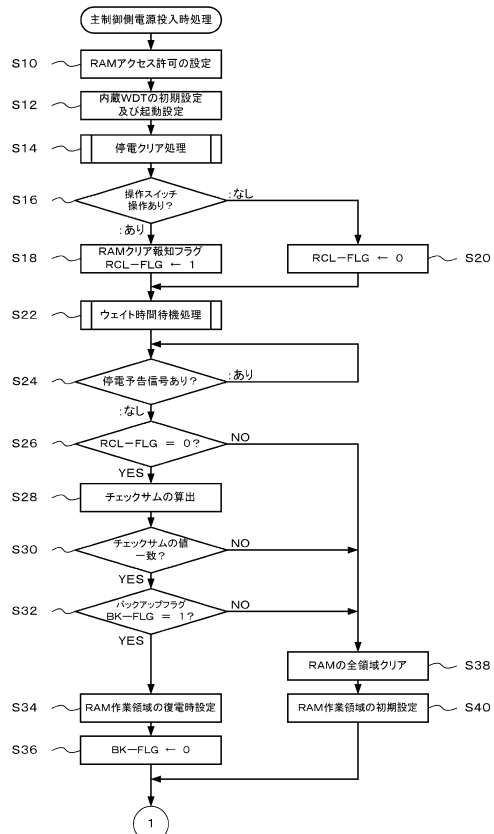 主制御側電源投入時処理
S10
RAMアクセス許可の設定
S12
内蔵WDTの初期設定
及び起動設定
S14
停電クリア処理
S16
操作スイッチ
操作あり?
:なし
:あり
S18
RAMクリア報知フラグ
RCL-FLG ← 1
RCL-FLG ← 0
S20
S22
ウェイト時間待機処理
S24
停電予告信号あり?
:あり
:なし
S26
RCL-FLG = 0?
NO
YES
S28
チェックサムの算出
S30
チェックサムの値
一致?
NO
YES
S32
バックアップフラグ
BK-FLG = 1?
NO
YES
RAMの全領域クリア
S38
S34
RAM作業領域の復電時設定
RAM作業領域の初期設定
S40
S36
BK-FLG ← 0
1